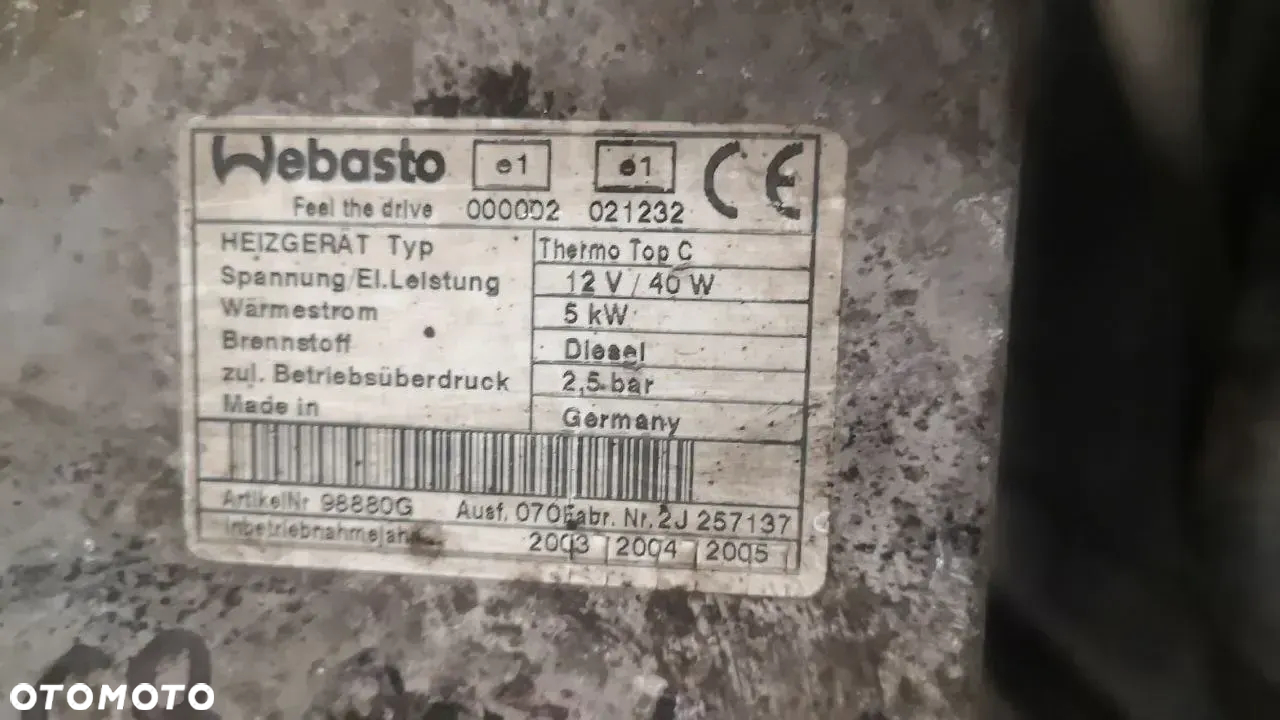 Webasto e1 e1 CE
Feel the drive 000002 021232
HEIZGERÄT Typ Thermo Top C
Spannung/El.Leistung 12 V / 40 W
Wärmestrom 5 kW
Brennstoff Diesel
zul. Betriebsüberdruck 2,5 bar
Made in Germany
ArtikelNr 98880G Ausf. 070 Fabr. Nr. 2J 257137
Inbetriebnahmejahr 2003 2004 2005
OTOMOTO